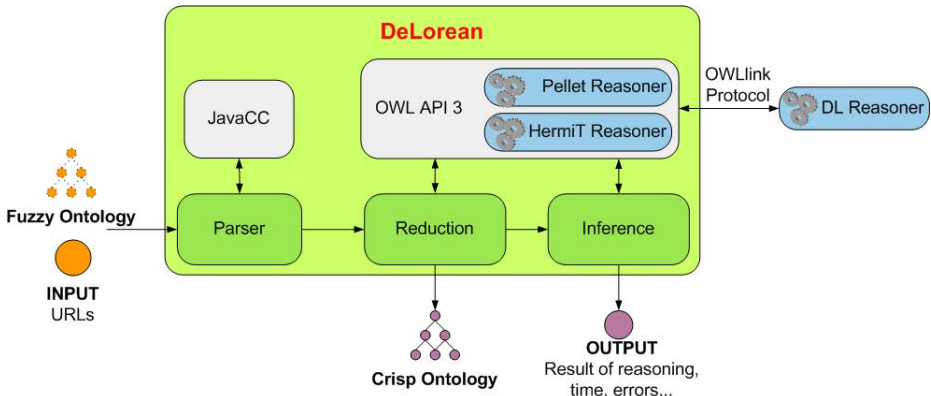 DeLorean
JavaCC
OWL API 3
Pellet Reasoner
HermiT Reasoner
OWLlink
Protocol
DL Reasoner
Fuzzy Ontology
INPUT
URLs
Parser
Reduction
Inference
Crisp Ontology
OUTPUT
Result of reasoning,
time, errors...